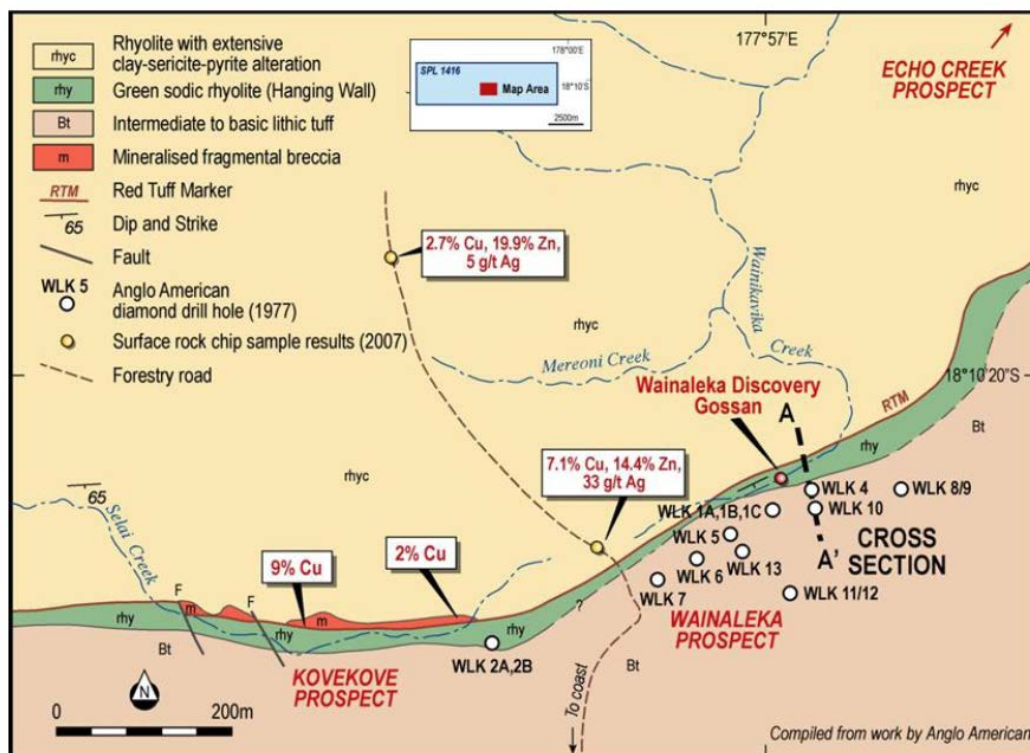 rhyc
Rhyolite with extensive
clay-sericite-pyrite alteration
rhy
Green sodic rhyolite (Hanging Wall)
Bt
Intermediate to basic lithic tuff
m
Mineralised fragmental breccia
RTM
Red Tuff Marker
65
Dip and Strike
Fault
WLK 5
Anglo American
diamond drill hole (1977)
Surface rock chip sample results (2007)
Forestry road
178°00'E
SPL 1416
Map Area
18°10'S
2500m
177°57'E
ECHO CREEK
PROSPECT
rhyc
2.7% Cu, 19.9% Zn,
5 g/t Ag
Wainikavika
Creek
rhyc
Mereoni Creek
18°10'20"S
Wainaleka Discovery
Gossan
RTM
A
Bt
rhy
7.1% Cu, 14.4% Zn,
33 g/t Ag
rhyc
65
Selai Creek
WLK 4
WLK 8/9
WLK 1A,1B,1C
WLK 10
WLK 5
CROSS
SECTION
A'
WLK 6
WLK 13
WLK 7
WLK 11/12
9% Cu
2% Cu
F
m
F
m
?
WAINALEKA
PROSPECT
rhy
rhy
rhy
Bt
WLK 2A,2B
Bt
KOVEKOVE
PROSPECT
To coast
N
0
200m
Compiled from work by Anglo American